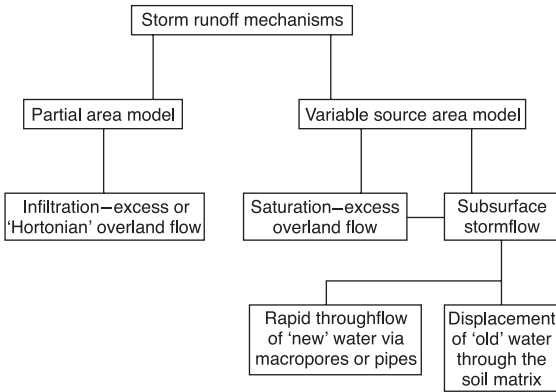 Storm runoff mechanisms
Partial area model
Variable source area model
Infiltration–excess or
'Hortonian' overland flow
Saturation–excess
overland flow
Subsurface
stormflow
Rapid throughflow
of 'new' water via
macropores or pipes
Displacement
of 'old' water
through the
soil matrix